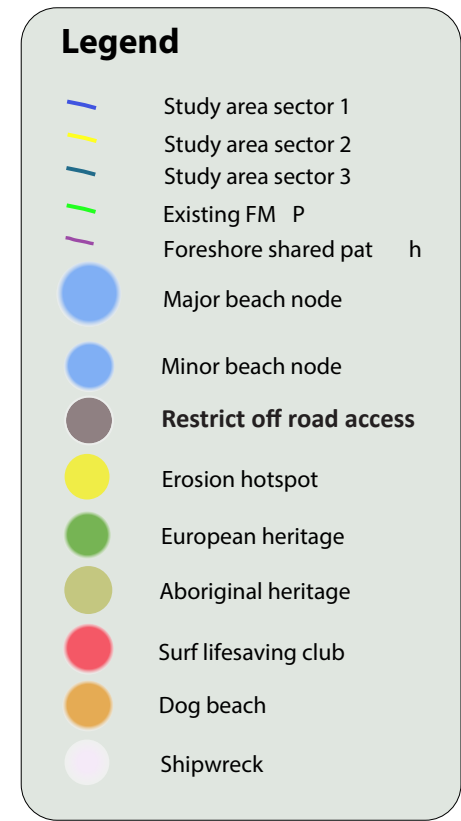 Legend
Study area sector 1
Study area sector 2
Study area sector 3
Existing FM P
Foreshore shared pat h
Major beach node
Minor beach node
Restrict off road access
Erosion hotspot
European heritage
Aboriginal heritage
Surf lifesaving club
Dog beach
Shipwreck